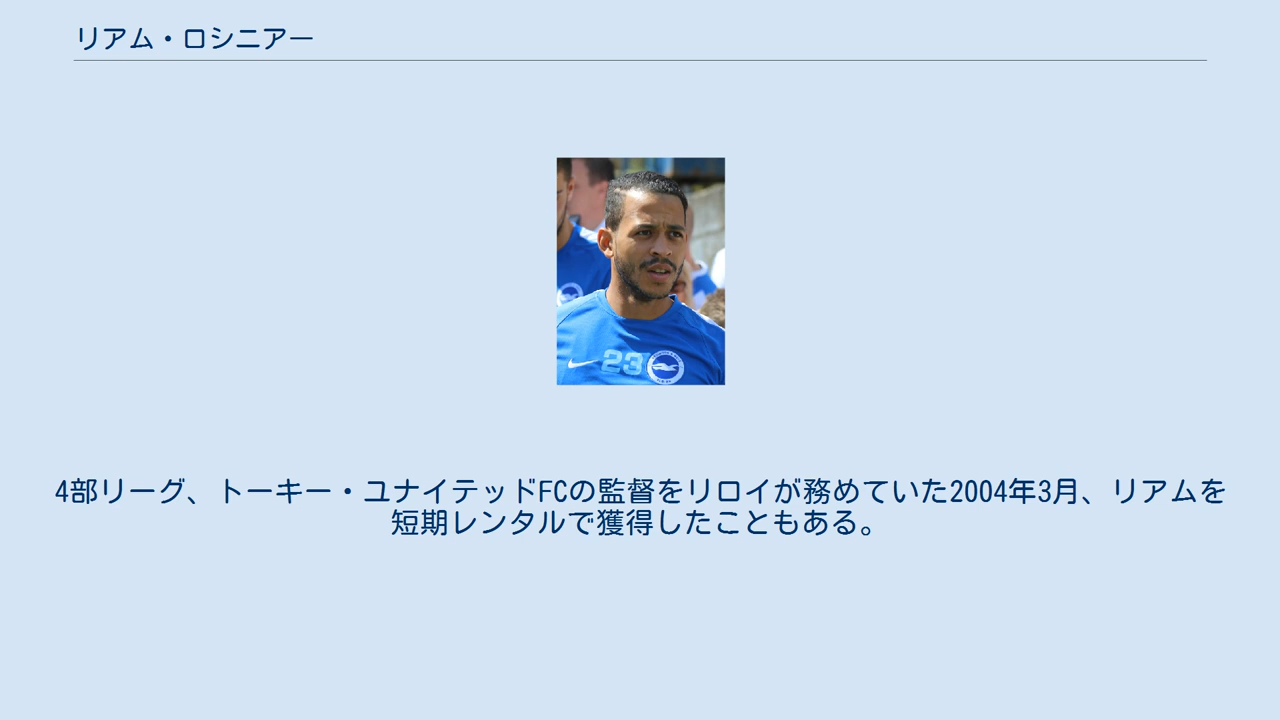 リアム・ロシニアー
23
4部リーグ、トーキー・ユナイテッドFCの監督をリロイが務めていた2004年3月、リアムを
短期レンタルで獲得したこともある。